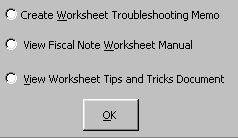 Create Worksheet Troubleshooting Memo
View Fiscal Note Worksheet Manual
View Worksheet Tips and Tricks Document
OK